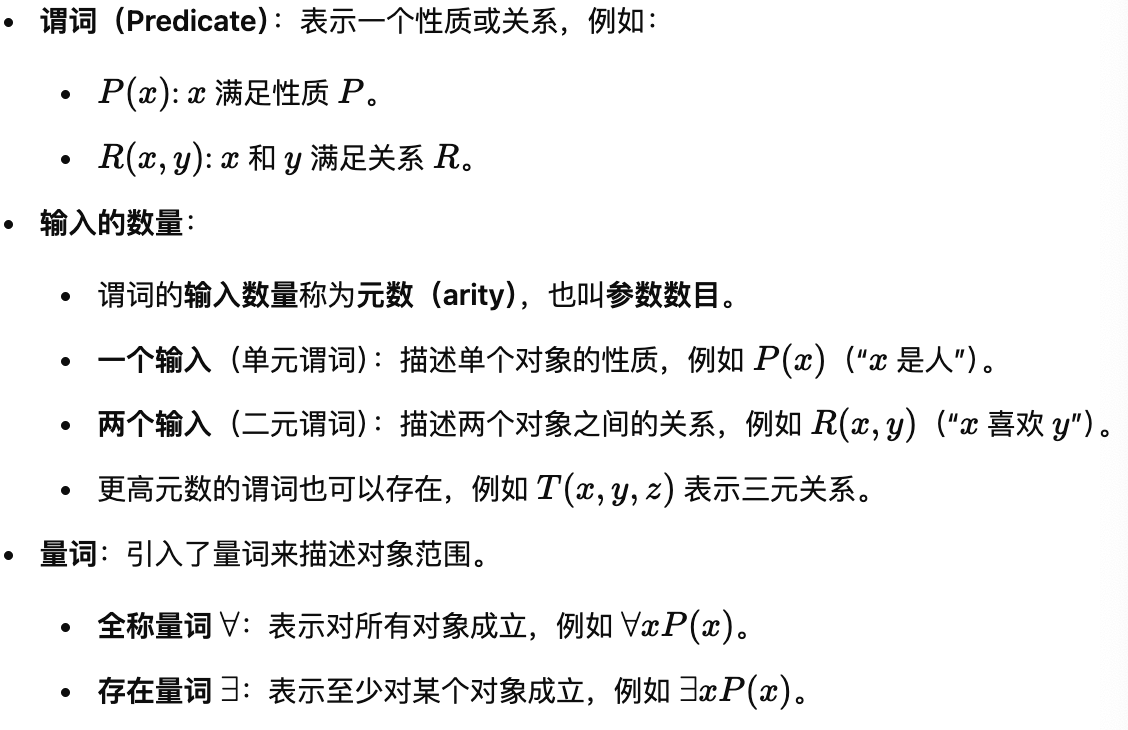 • 谓词（Predicate）：表示一个性质或关系，例如：
• P(x): x 满足性质 P。
• R(x, y): x 和 y 满足关系 R。
• 输入的数量：
• 谓词的输入数量称为元数（arity），也叫参数数目。
• 一个输入（单元谓词）：描述单个对象的性质，例如 P(x)（“x 是人”）。
• 两个输入（二元谓词）：描述两个对象之间的关系，例如 R(x, y)（“x 喜欢 y”）。
• 更高元数的谓词也可以存在，例如 T(x, y, z) 表示三元关系。
• 量词：引入了量词来描述对象范围。
• 全称量词 ∀：表示对所有对象成立，例如 ∀xP(x)。
• 存在量词 ∃：表示至少对某个对象成立，例如 ∃xP(x)。